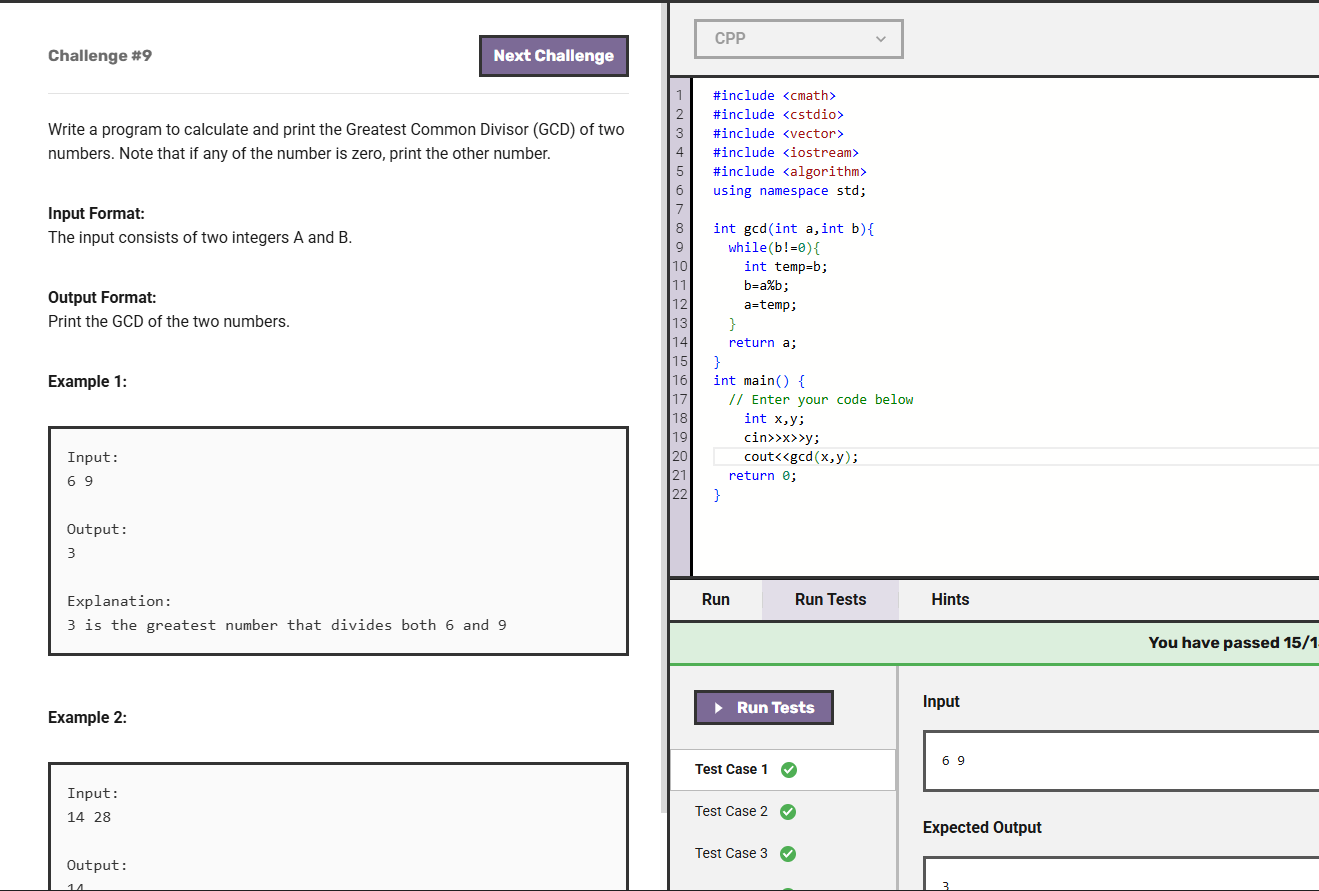 Challenge #9
Next Challenge
Write a program to calculate and print the Greatest Common Divisor (GCD) of two
numbers. Note that if any of the number is zero, print the other number.
Input Format:
The input consists of two integers A and B.
Output Format:
Print the GCD of the two numbers.
Example 1:
Input:
6 9
Output:
3
Explanation:
3 is the greatest number that divides both 6 and 9
Example 2:
Input:
14 28
Output:
14
CPP
1 #include <cmath>
2 #include <cstdio>
3 #include <vector>
4 #include <iostream>
5 #include <algorithm>
6 using namespace std;
7
8 int gcd(int a,int b){
9 while(b!=0){
10 int temp=b;
11 b=a%b;
12 a=temp;
13 }
14 return a;
15 }
16 int main() {
17 // Enter your code below
18 int x,y;
19 cin>>x>>y;
20 cout<<gcd(x,y);
21 return 0;
22 }
Run Run Tests Hints
You have passed 15/1
Run Tests
Test Case 1
Test Case 2
Test Case 3
Input
6 9
Expected Output
3